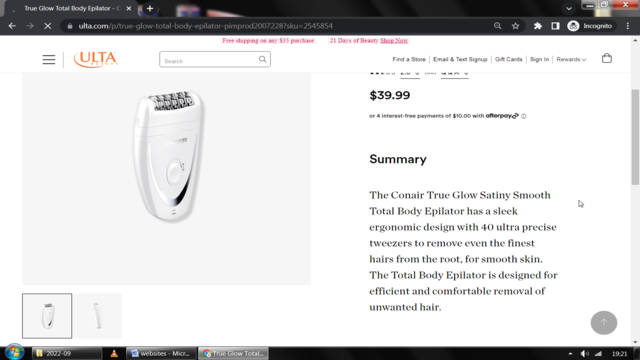 True Glow Total Body Epilator - C
ulta.com/p/true-glow-total-body-epilator-pimprod2007228?sku=2545854
Incognito
Free shipping on any $35 purchase 21 Days of Beauty Shop Now
ULTA
BEAUTY
Search
Find a Store
Email & Text Signup
Gift Cards
Sign In
Rewards
$39.99
or 4 interest-free payments of $10.00 with afterpay
Summary
The Conair True Glow Satiny Smooth
Total Body Epilator has a sleek
ergonomic design with 40 ultra precise
tweezers to remove even the finest
hairs from the root, for smooth skin.
The Total Body Epilator is designed for
efficient and comfortable removal of
unwanted hair.
2022-09
websites - Micr...
True Glow Total...
19:21